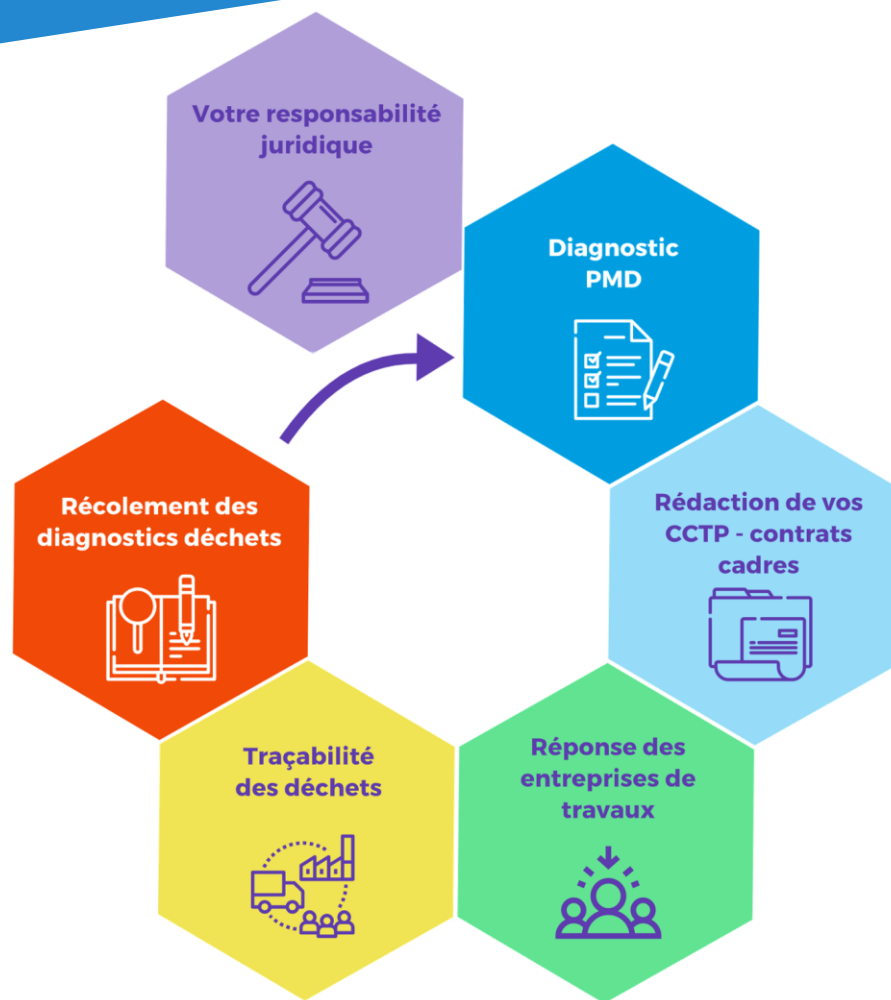 Votre responsabilité
juridique
Diagnostic
PMD
Rédaction de vos
CCTP - contrats
cadres
Réponse des
entreprises de
travaux
Traçabilité
des déchets
Récolement des
diagnostics déchets